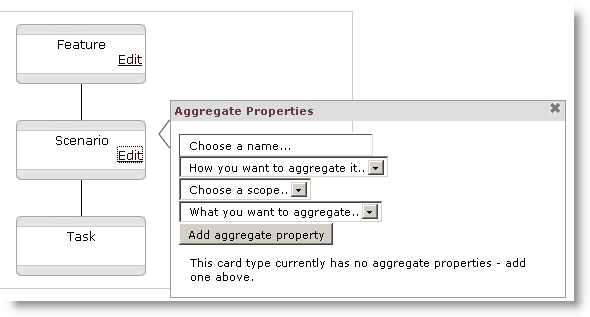 Feature
Edit
Scenario
Edit
Task
Aggregate Properties
Choose a name...
How you want to aggregate it..
Choose a scope..
What you want to aggregate..
Add aggregate property
This card type currently has no aggregate properties - add
one above.